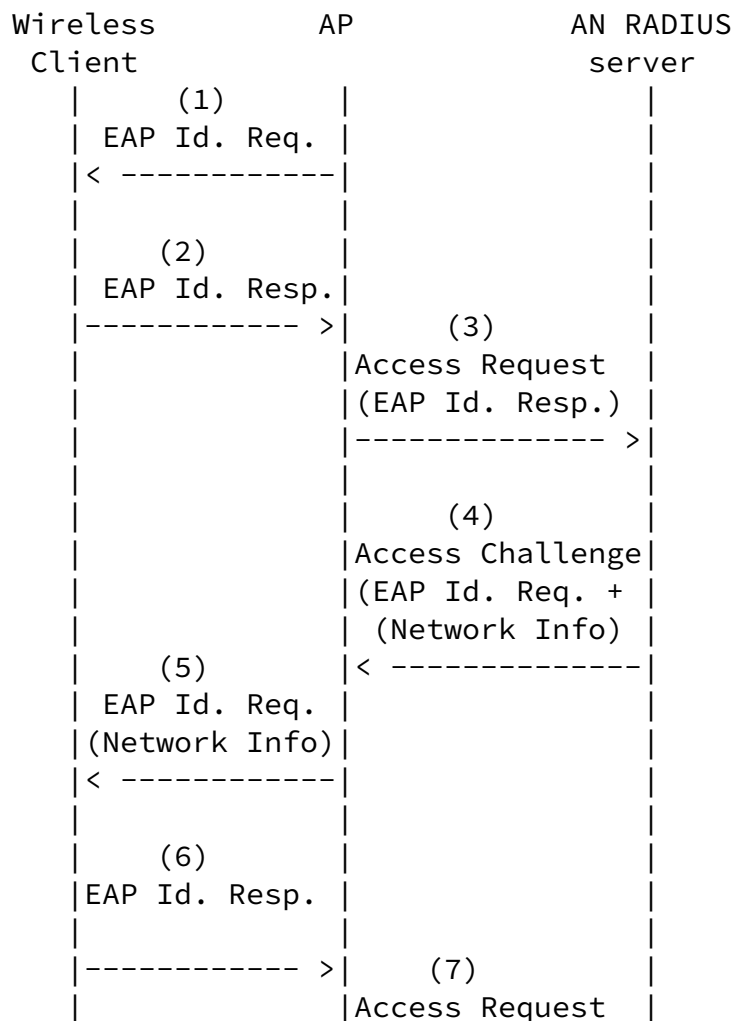 Wireless         AP            AN RADIUS
 Client                         server
   |     (1)       |                |
   | EAP Id. Req.  |                |
   |< ------------|                |
   |               |                |
   |    (2)        |                |
   | EAP Id. Resp.|                |
   |------------ >|     (3)        |
   |               |Access Request  |
   |               |(EAP Id. Resp.) |
   |               |-------------- >|
   |               |                |
   |               |     (4)        |
   |               |Access Challenge|
   |               |(EAP Id. Req. + |
   |               | (Network Info) |
   |    (5)        |< --------------|
   | EAP Id. Req.  |                |
   |(Network Info)|                |
   |< ------------|                |
   |               |                |
   |    (6)        |                |
   |EAP Id. Resp.  |                |
   |               |                |
   |------------ >|    (7)         |
   |               |Access Request  |